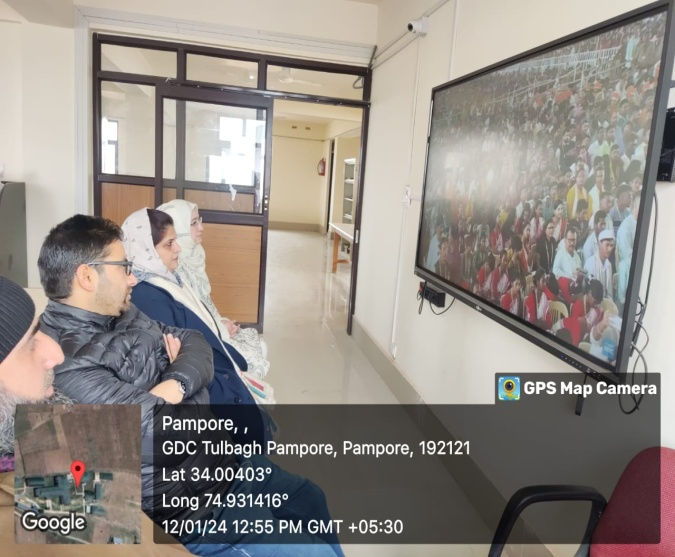 GPS Map Camera
Pampore, ,
GDC Tulbagh Pampore, Pampore, 192121
Lat 34.00403°
Long 74.931416°
12/01/24 12:55 PM GMT +05:30
Google